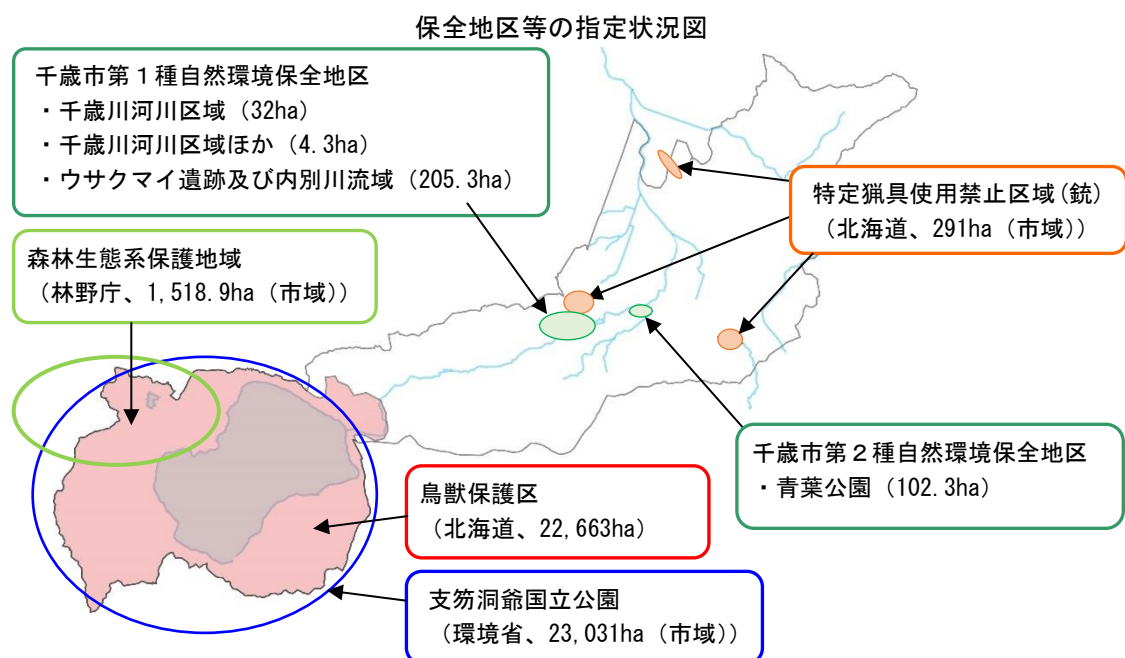 保全地区等の指定状況図
千歳市第１種自然環境保全地区
・千歳川河川区域（32ha）
・千歳川河川区域ほか（4.3ha）
・ウサクマイ遺跡及び内別川流域（205.3ha）
特定猟具使用禁止区域(銃)
（北海道、291ha（市域））
森林生態系保護地域
（林野庁、1,518.9ha（市域））
千歳市第２種自然環境保全地区
・青葉公園（102.3ha）
鳥獣保護区
（北海道、22,663ha）
支笏洞爺国立公園
（環境省、23,031ha（市域））